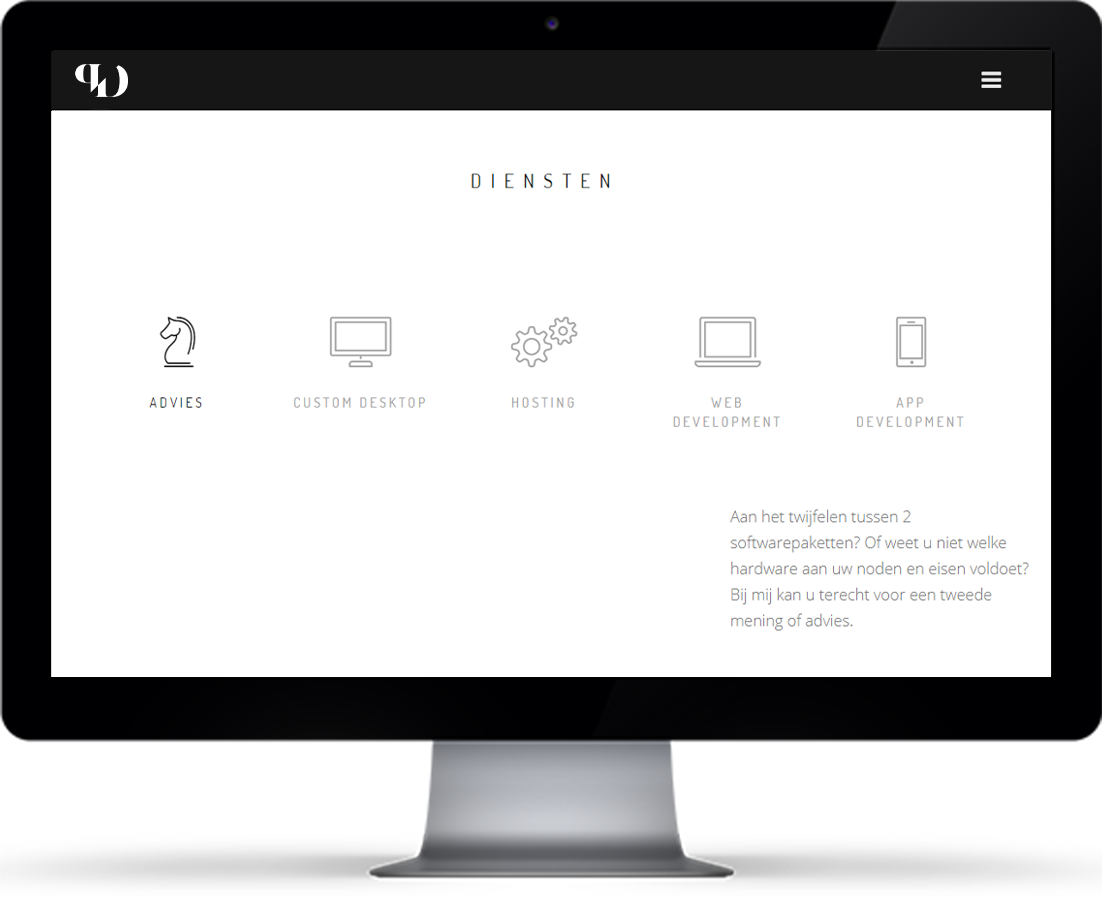 DIENSTEN
ADVIES
CUSTOM DESKTOP
HOSTING
WEB
DEVELOPMENT
APP
DEVELOPMENT
Aan het twijfelen tussen 2
softwarepaketten? Of weet u niet welke
hardware aan uw noden en eisen voldoet?
Bij mij kan u terecht voor een tweede
mening of advies.